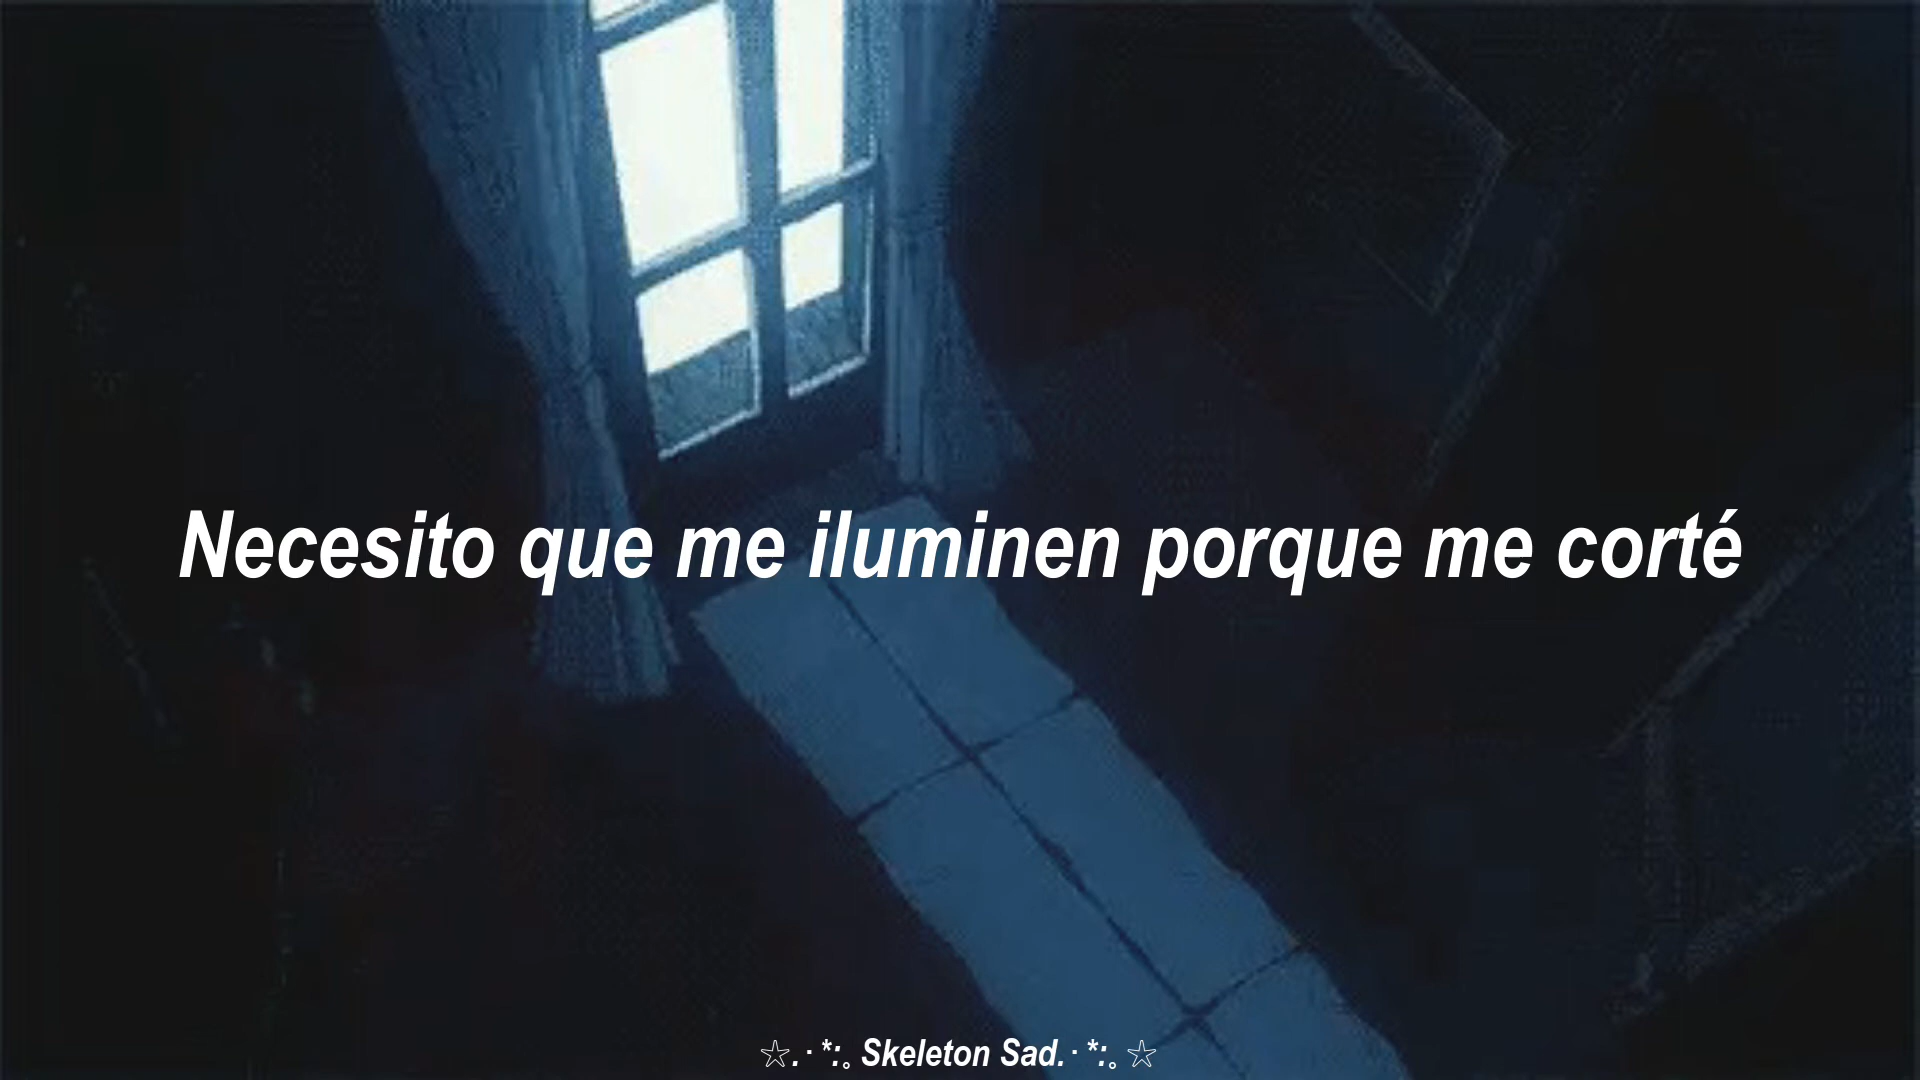 Necesito que me iluminen porque me corté
☆.·*:｡ Skeleton Sad.·*:｡☆